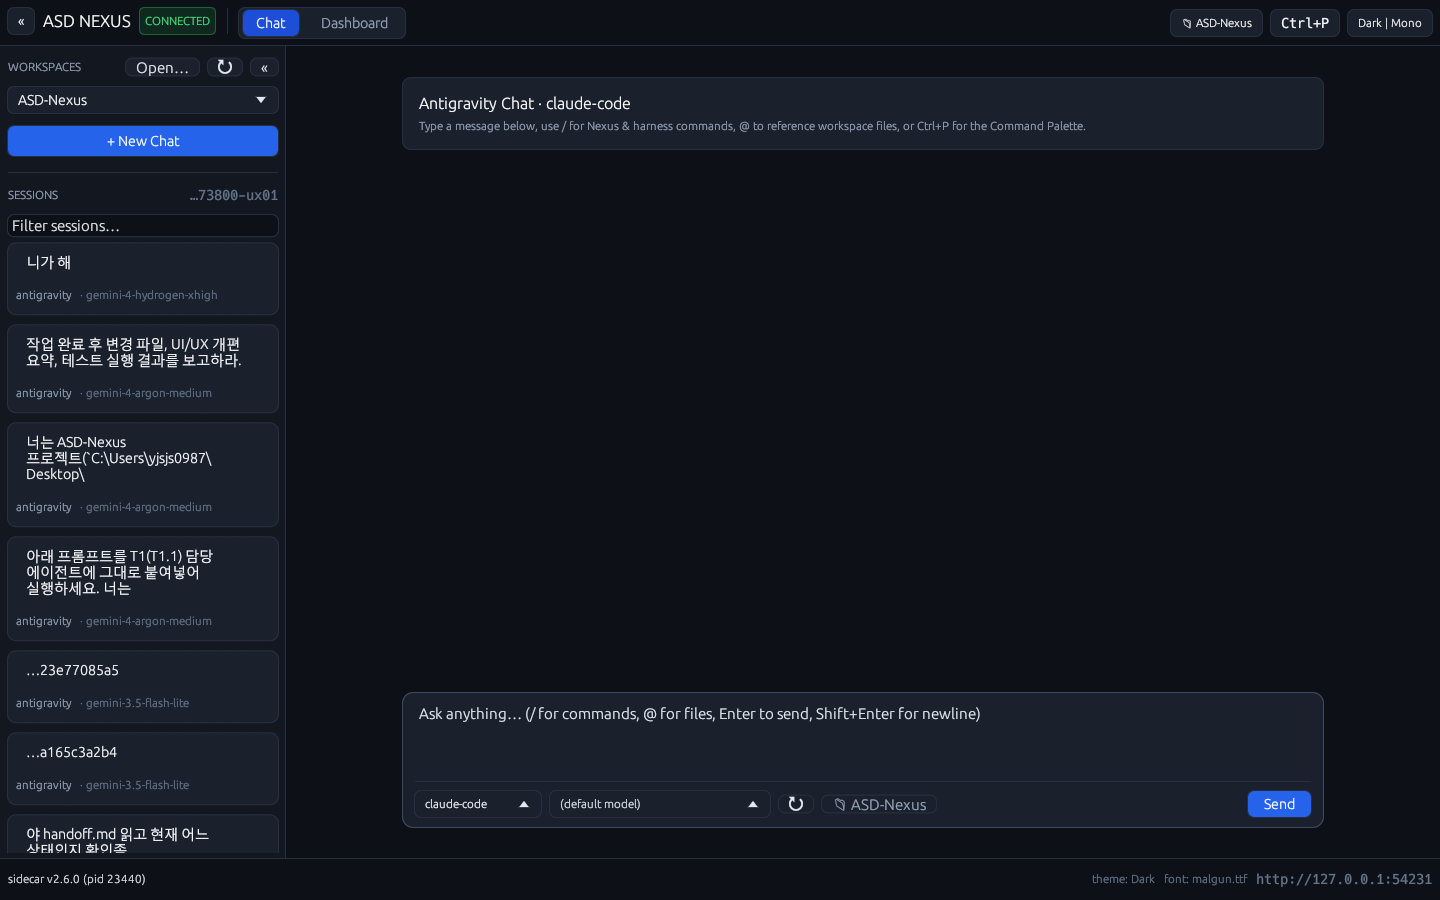 « ASD NEXUS CONNECTED Chat Dashboard ASD-Nexus Ctrl+P Dark | Mono
WORKSPACES Open... ↻ «
ASD-Nexus
+ New Chat
SESSIONS …73800-ux01
Filter sessions...
니가 해
antigravity · gemini-4-hydrogen-xhigh
작업 완료 후 변경 파일, UI/UX 개편
요약, 테스트 실행 결과를 보고하라.
antigravity · gemini-4-argon-medium
너는 ASD-Nexus
프로젝트(`C:\Users\yjsjs0987\
Desktop\
antigravity · gemini-4-argon-medium
아래 프롬프트를 T1(T1.1) 담당
에이전트에 그대로 붙여넣어
실행하세요. 너는
antigravity · gemini-4-argon-medium
…23e77085a5
antigravity · gemini-3.5-flash-lite
…a165c3a2b4
antigravity · gemini-3.5-flash-lite
야 handoff.md 읽고 현재 어느
상태인지 확인좀
Antigravity Chat · claude-code
Type a message below, use / for Nexus & harness commands, @ to reference workspace files, or Ctrl+P for the Command Palette.
Ask anything... (/ for commands, @ for files, Enter to send, Shift+Enter for newline)
claude-code (default model) ↻ ASD-Nexus Send
sidecar v2.6.0 (pid 23440) theme: Dark font: malgun.ttf http://127.0.0.1:54231